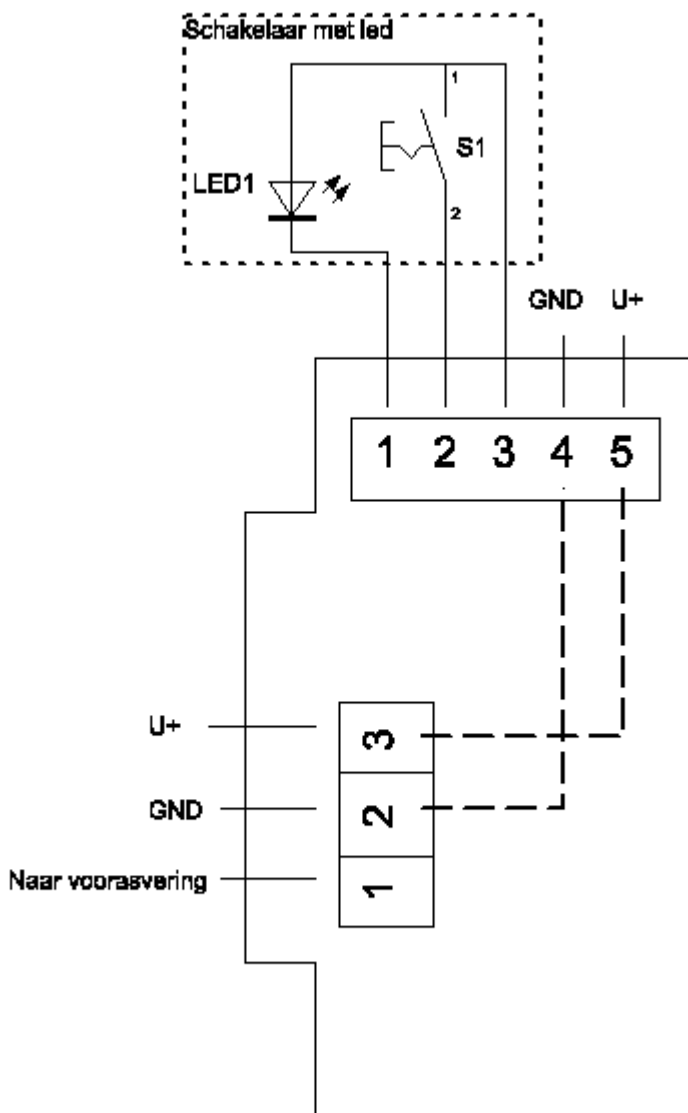 Schakelaar met led
1
S1
LED1
2
GND U+
1 2 3 4 5
U+
3
GND
2
Naar voorasvering
1